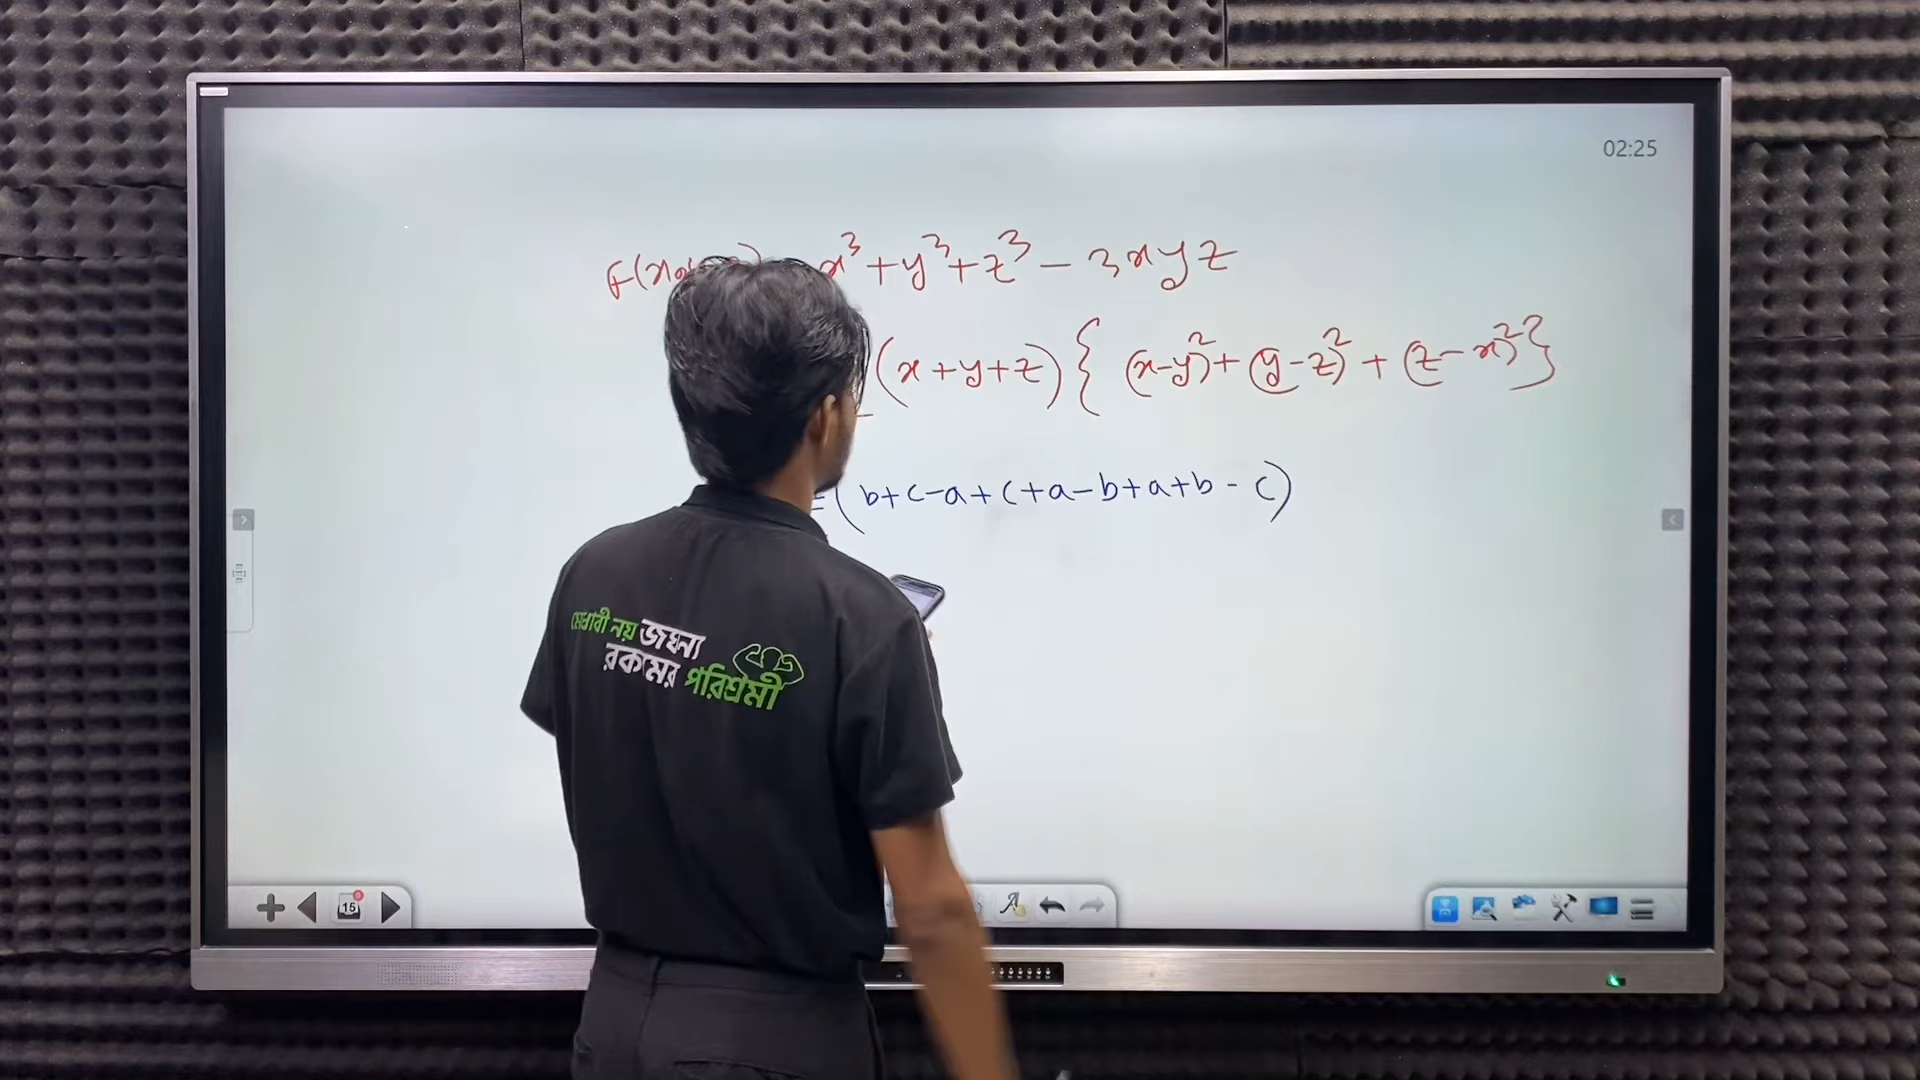 02:25
F(x x³+y³+z³-3xyz
(x+y+z){(x-y)²+(y-z)²+(z-x)²}
=(b+c-a+c+a-b+a+b-c)
মেধাবী নয় জঘন্য
রকমের পরিশ্রমী
15